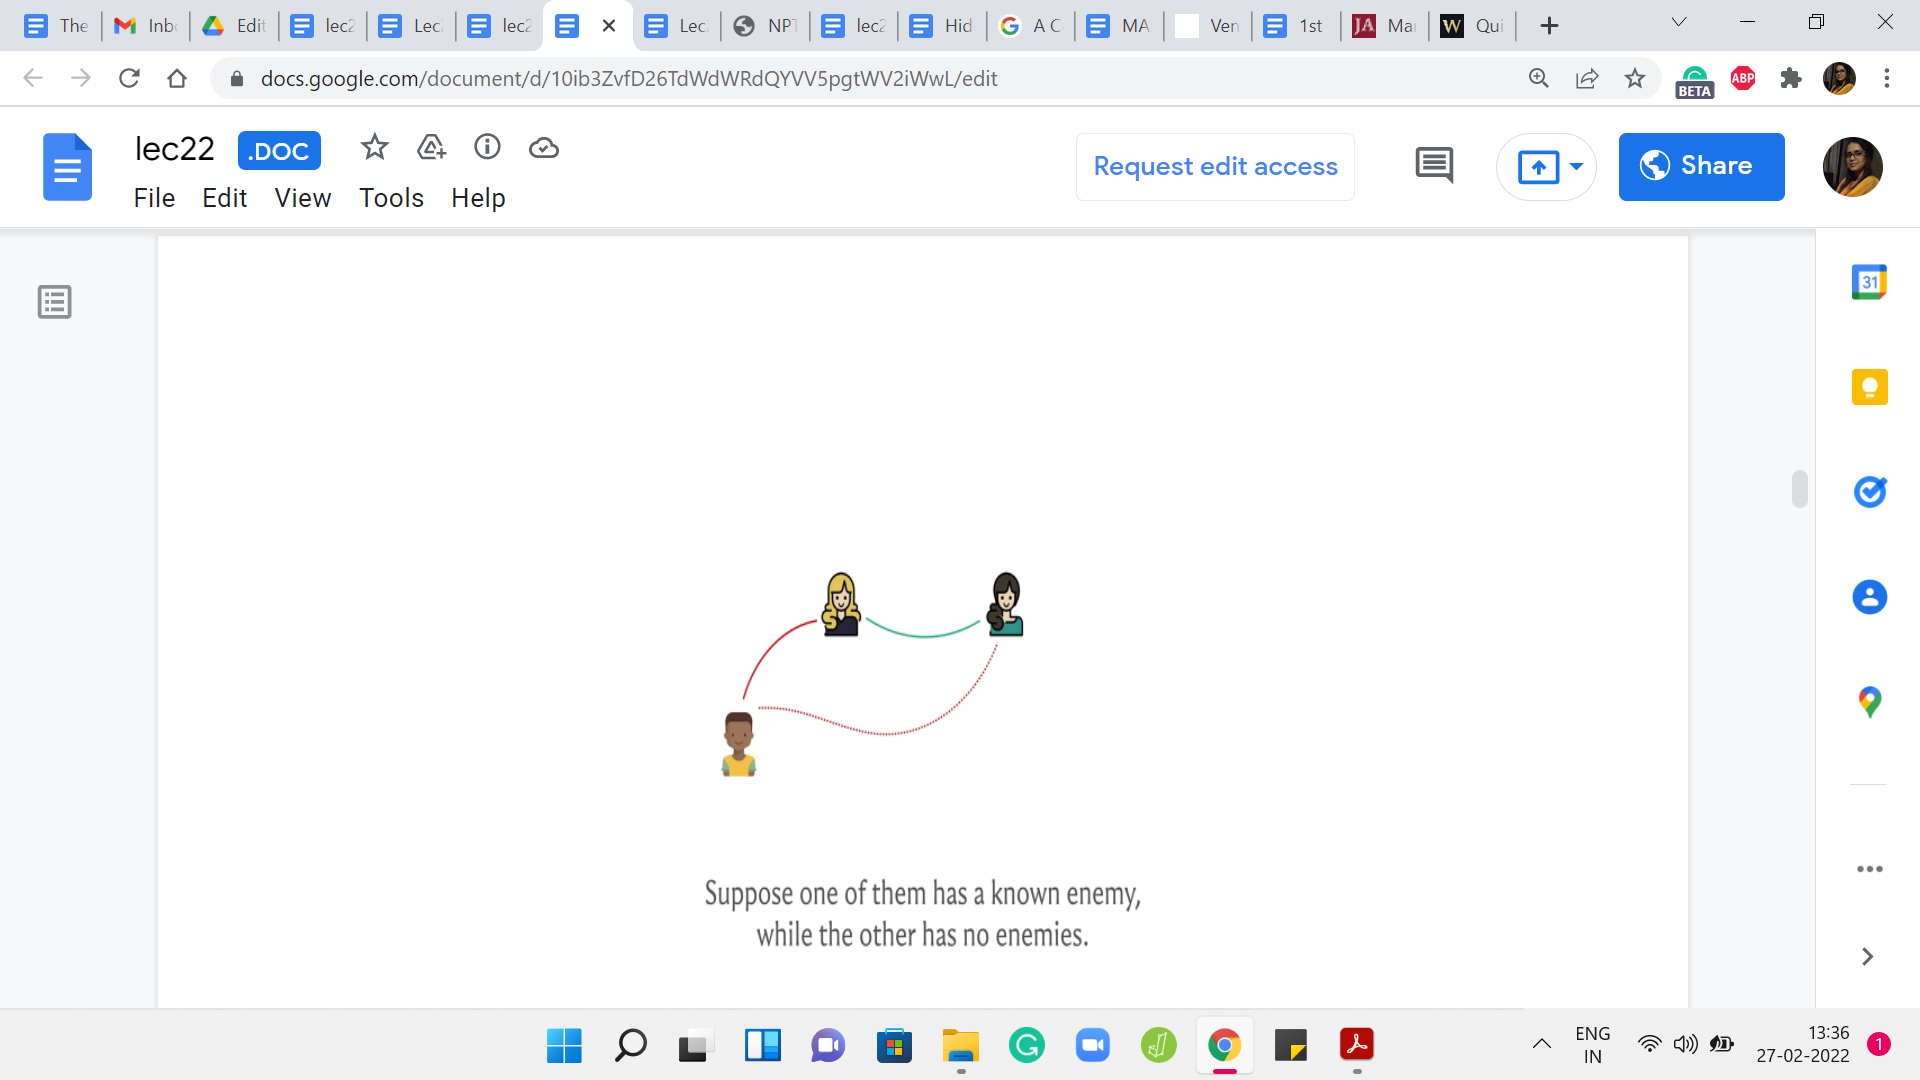 The
Inb
Edit
lec2
Lec
lec2
Lec
NPT
lec2
Hid
A C
MA
Ven
1st
JA
Mar
W
Qui
docs.google.com/document/d/10ib3ZvfD26TdWdWRdQYVV5pgtWV2iWwL/edit
BETA
ABP
lec22
.DOC
File Edit View Tools Help
Request edit access
Share
31
Suppose one of them has a known enemy,
while the other has no enemies.
ENG
IN
13:36
27-02-2022
1